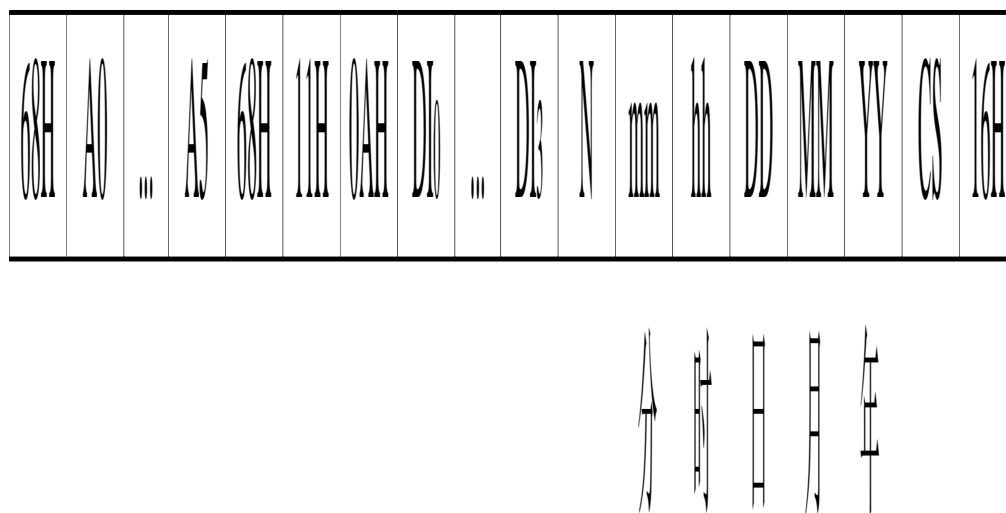 68H A0 ... A5 68H 11H 0AH DI₀ ... DI₃ N mm hh DD MM YY CS 16H
分 时 日 月 年